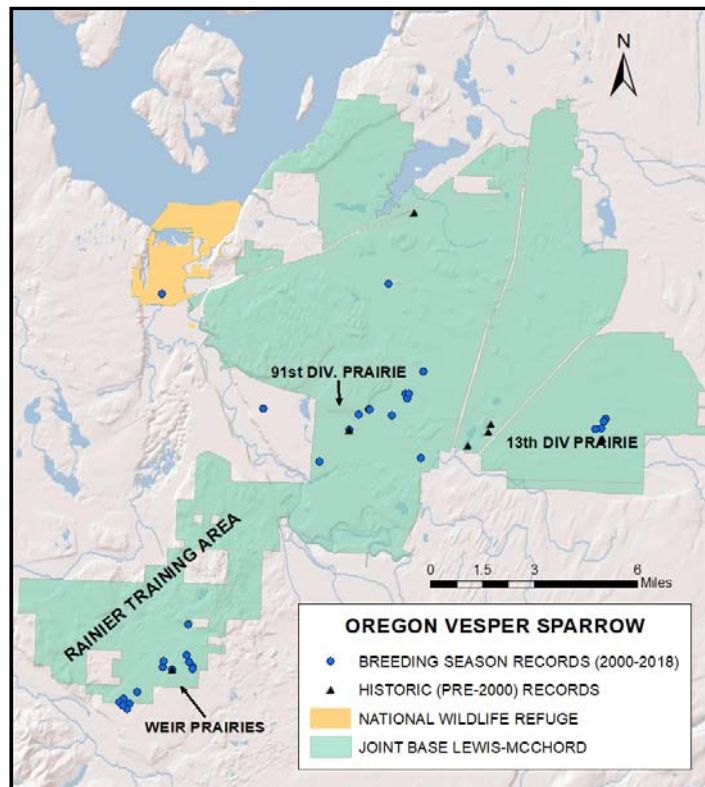 N
91st DIV. PRAIRIE
13th DIV PRAIRIE
RAINIER TRAINING AREA
0 1.5 3 6
Miles
WEIR PRAIRIES
OREGON VESPER SPARROW
BREEDING SEASON RECORDS (2000-2018)
HISTORIC (PRE-2000) RECORDS
NATIONAL WILDLIFE REFUGE
JOINT BASE LEWIS-MCCHORD